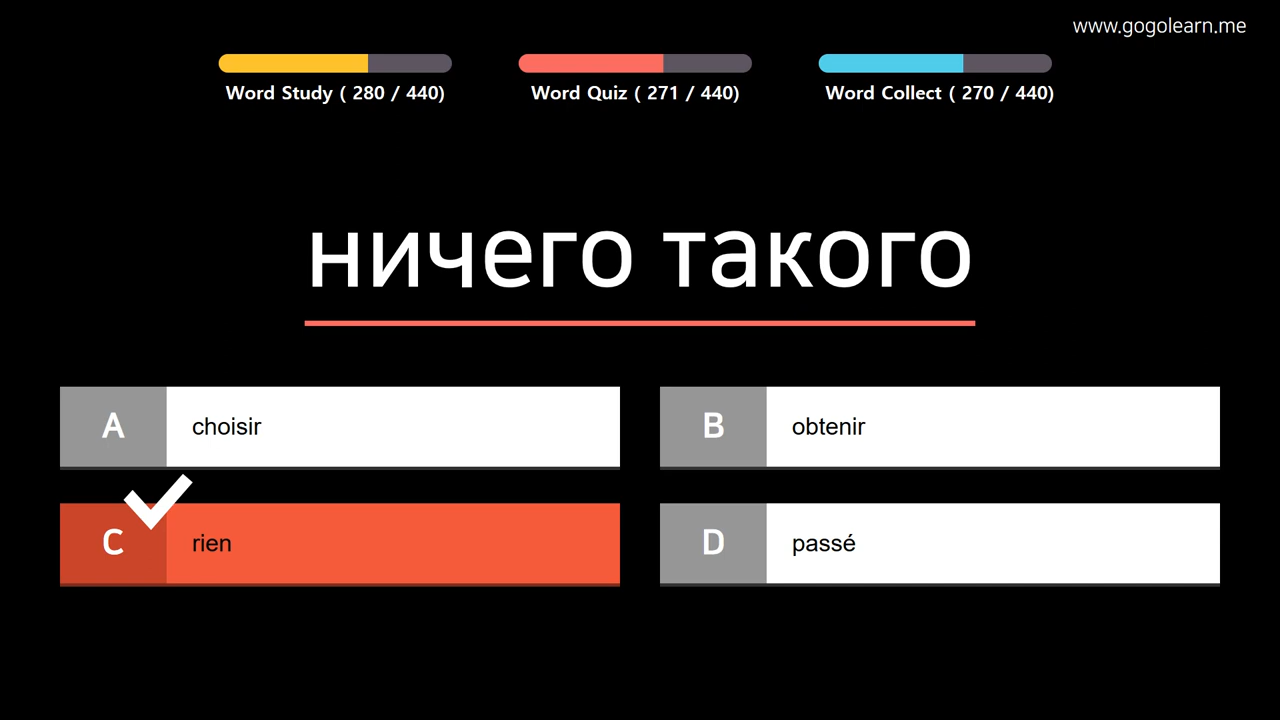 www.gogolearn.me
Word Study ( 280 / 440)
Word Quiz ( 271 / 440)
Word Collect ( 270 / 440)
ничего такого
A choisir
B obtenir
C rien
D passé